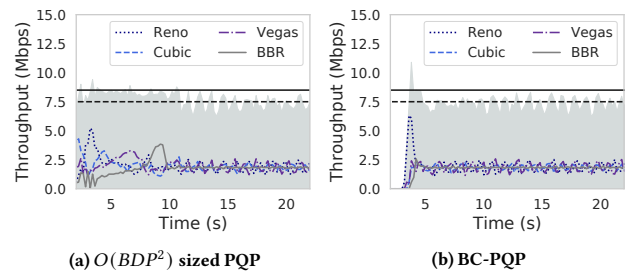 Throughput (Mbps)
15.0
12.5
10.0
7.5
5.0
2.5
0.0
Reno
Cubic
Vegas
BBR
5
10
15
20
Time (s)
(a) O(BDP²) sized PQP
Throughput (Mbps)
15.0
12.5
10.0
7.5
5.0
2.5
0.0
Reno
Cubic
Vegas
BBR
5
10
15
20
Time (s)
(b) BC-PQP